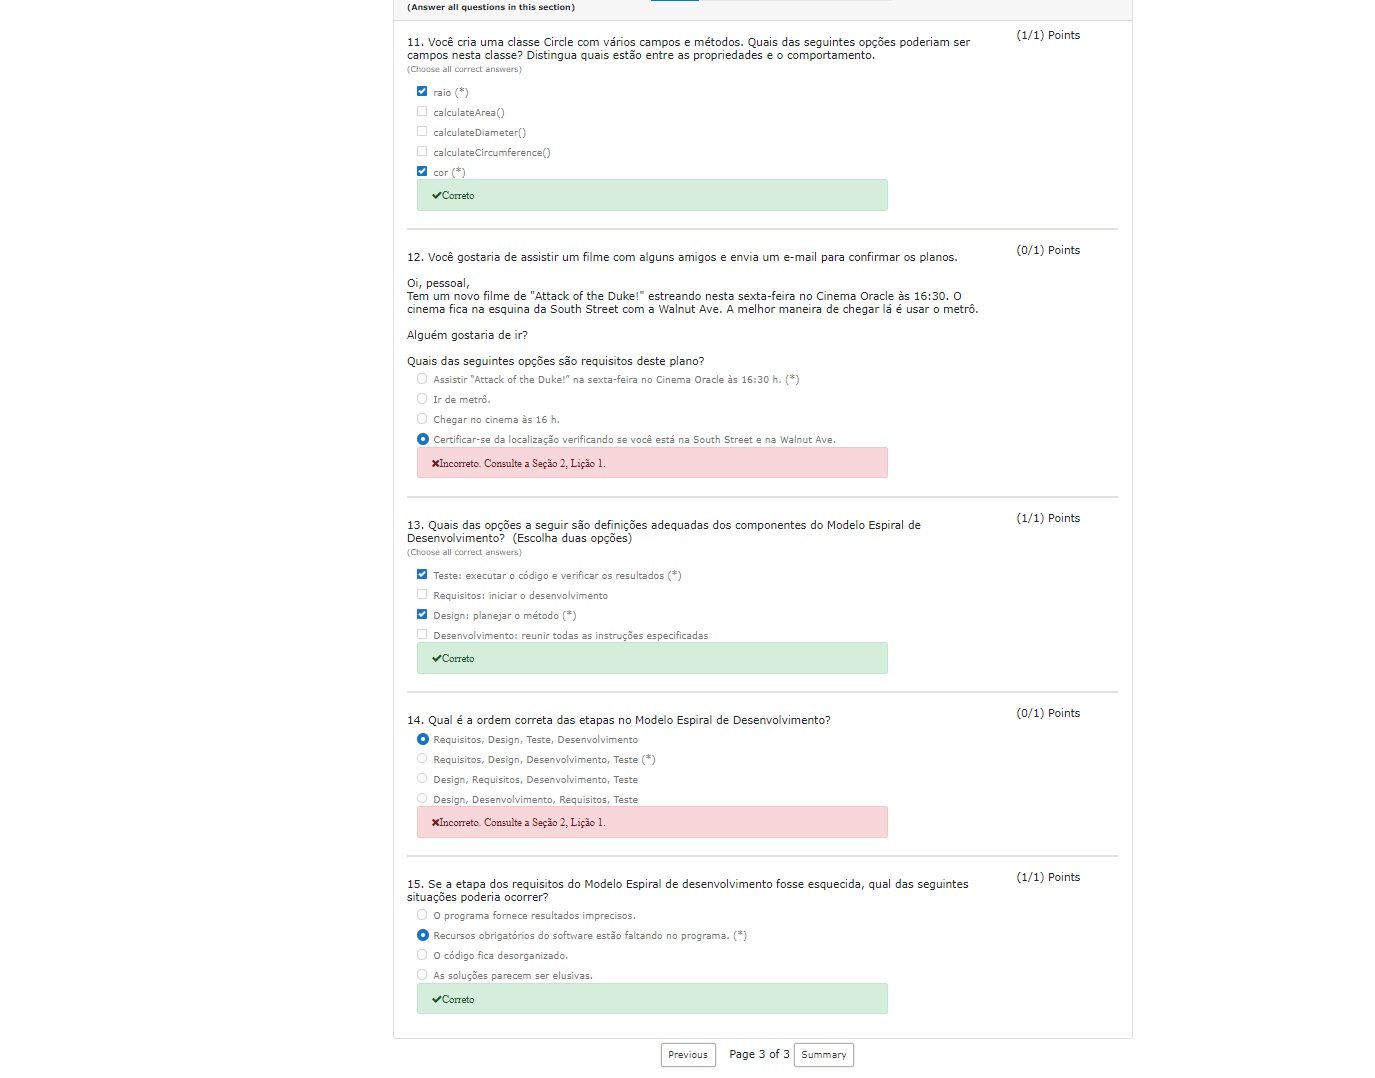 (Answer all questions in this section)
11. Você cria uma classe Circle com vários campos e métodos. Quais das seguintes opções poderiam ser
campos nesta classe? Distingua quais estão entre as propriedades e o comportamento.
(1/1) Points
(Choose all correct answers)
raio (*)
calculateArea()
calculateDiameter()
calculateCircumference()
cor (*)
Correto
12. Você gostaria de assistir um filme com alguns amigos e envia um e-mail para confirmar os planos.
(0/1) Points
Oi, pessoal,
Tem um novo filme de "Attack of the Duke!" estreando nesta sexta-feira no Cinema Oracle às 16:30. O
cinema fica na esquina da South Street com a Walnut Ave. A melhor maneira de chegar lá é usar o metrô.
Alguém gostaria de ir?
Quais das seguintes opções são requisitos deste plano?
Assistir "Attack of the Duke!" na sexta-feira no Cinema Oracle às 16:30 h. (*)
Ir de metrô.
Chegar no cinema às 16 h.
Certificar-se da localização verificando se você está na South Street e na Walnut Ave.
Incorreto. Consulte a Seção 2, Lição 1.
13. Quais das opções a seguir são definições adequadas dos componentes do Modelo Espiral de
Desenvolvimento?  (Escolha duas opções)
(1/1) Points
(Choose all correct answers)
Teste: executar o código e verificar os resultados (*)
Requisitos: iniciar o desenvolvimento
Design: planejar o método (*)
Desenvolvimento: reunir todas as instruções especificadas
Correto
14. Qual é a ordem correta das etapas no Modelo Espiral de Desenvolvimento?
(0/1) Points
Requisitos, Design, Teste, Desenvolvimento
Requisitos, Design, Desenvolvimento, Teste (*)
Design, Requisitos, Desenvolvimento, Teste
Design, Desenvolvimento, Requisitos, Teste
Incorreto. Consulte a Seção 2, Lição 1.
15. Se a etapa dos requisitos do Modelo Espiral de desenvolvimento fosse esquecida, qual das seguintes
situações poderia ocorrer?
(1/1) Points
O programa fornece resultados imprecisos.
Recursos obrigatórios do software estão faltando no programa. (*)
O código fica desorganizado.
As soluções parecem ser elusivas.
Correto
Previous Page 3 of 3 Summary